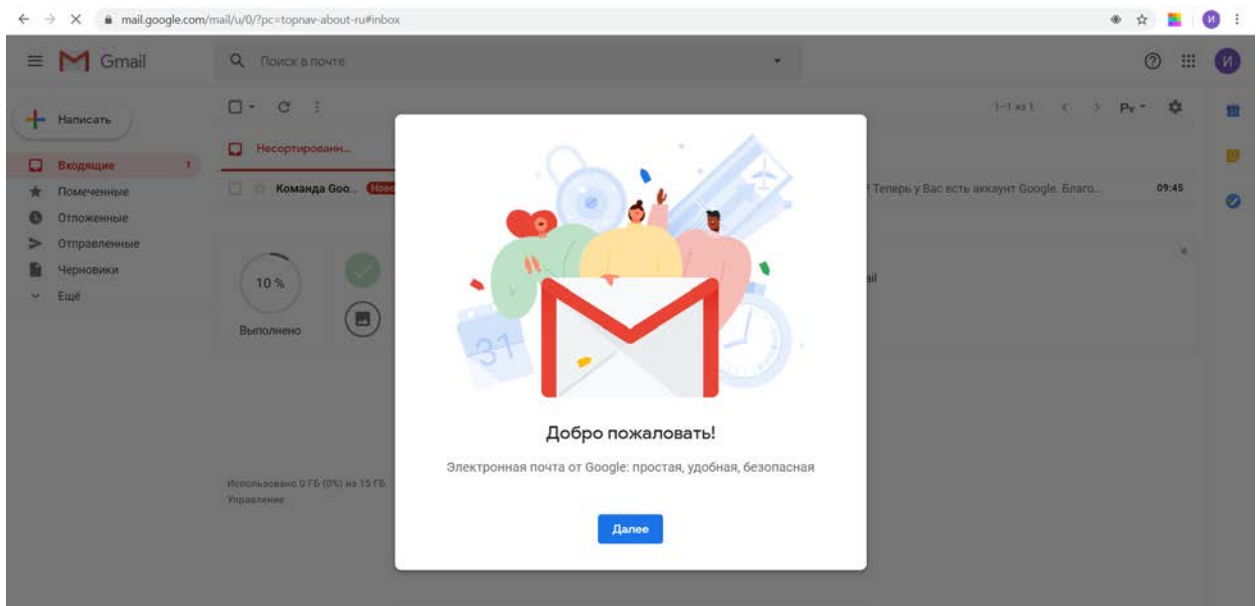 mail.google.com/mail/u/0/?pc=topnav-about-ru#inbox
И
Gmail
Поиск в почте
И
Написать
1–1 из 1
Ру
31
Входящие 1
Несортированн...
Помеченные
Команда Goo..
Теперь у Вас есть аккаунт Google. Благо...
09:45
Отложенные
Отправленные
Черновики
Ещё
10 %
Выполнено
ail
31
Добро пожаловать!
Электронная почта от Google: простая, удобная, безопасная
Использовано 0 ГБ (0%) из 15 ГБ
Управление
Далее